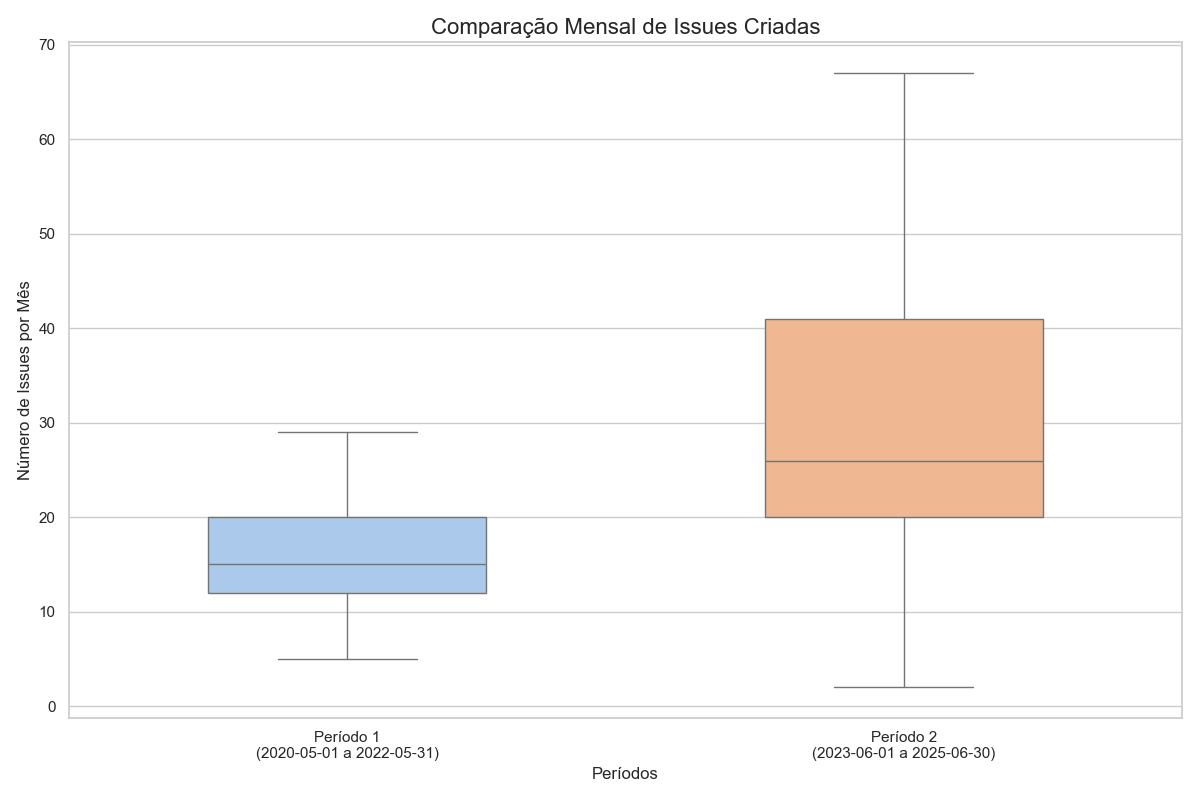 Comparação Mensal de Issues Criadas
Número de Issues por Mês
70
60
50
40
30
20
10
0
Período 1
(2020-05-01 a 2022-05-31)
Período 2
(2023-06-01 a 2025-06-30)
Períodos